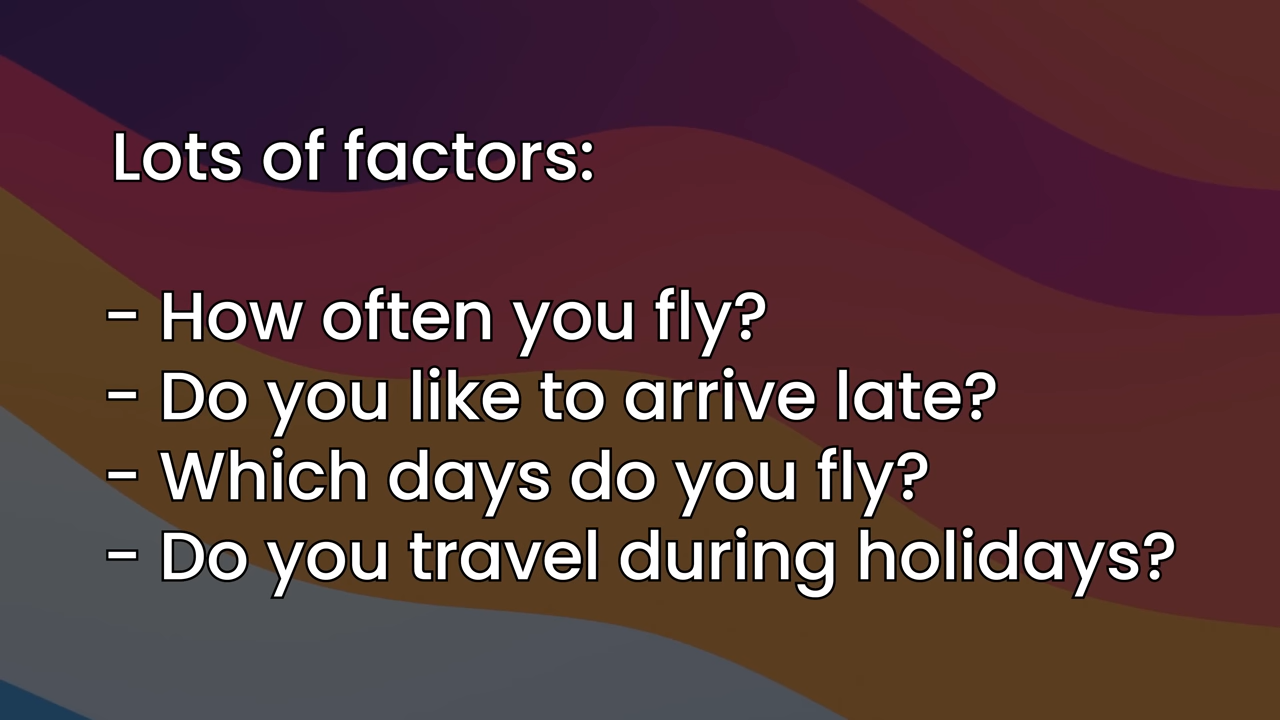 Lots of factors:
- How often you fly?
- Do you like to arrive late?
- Which days do you fly?
- Do you travel during holidays?